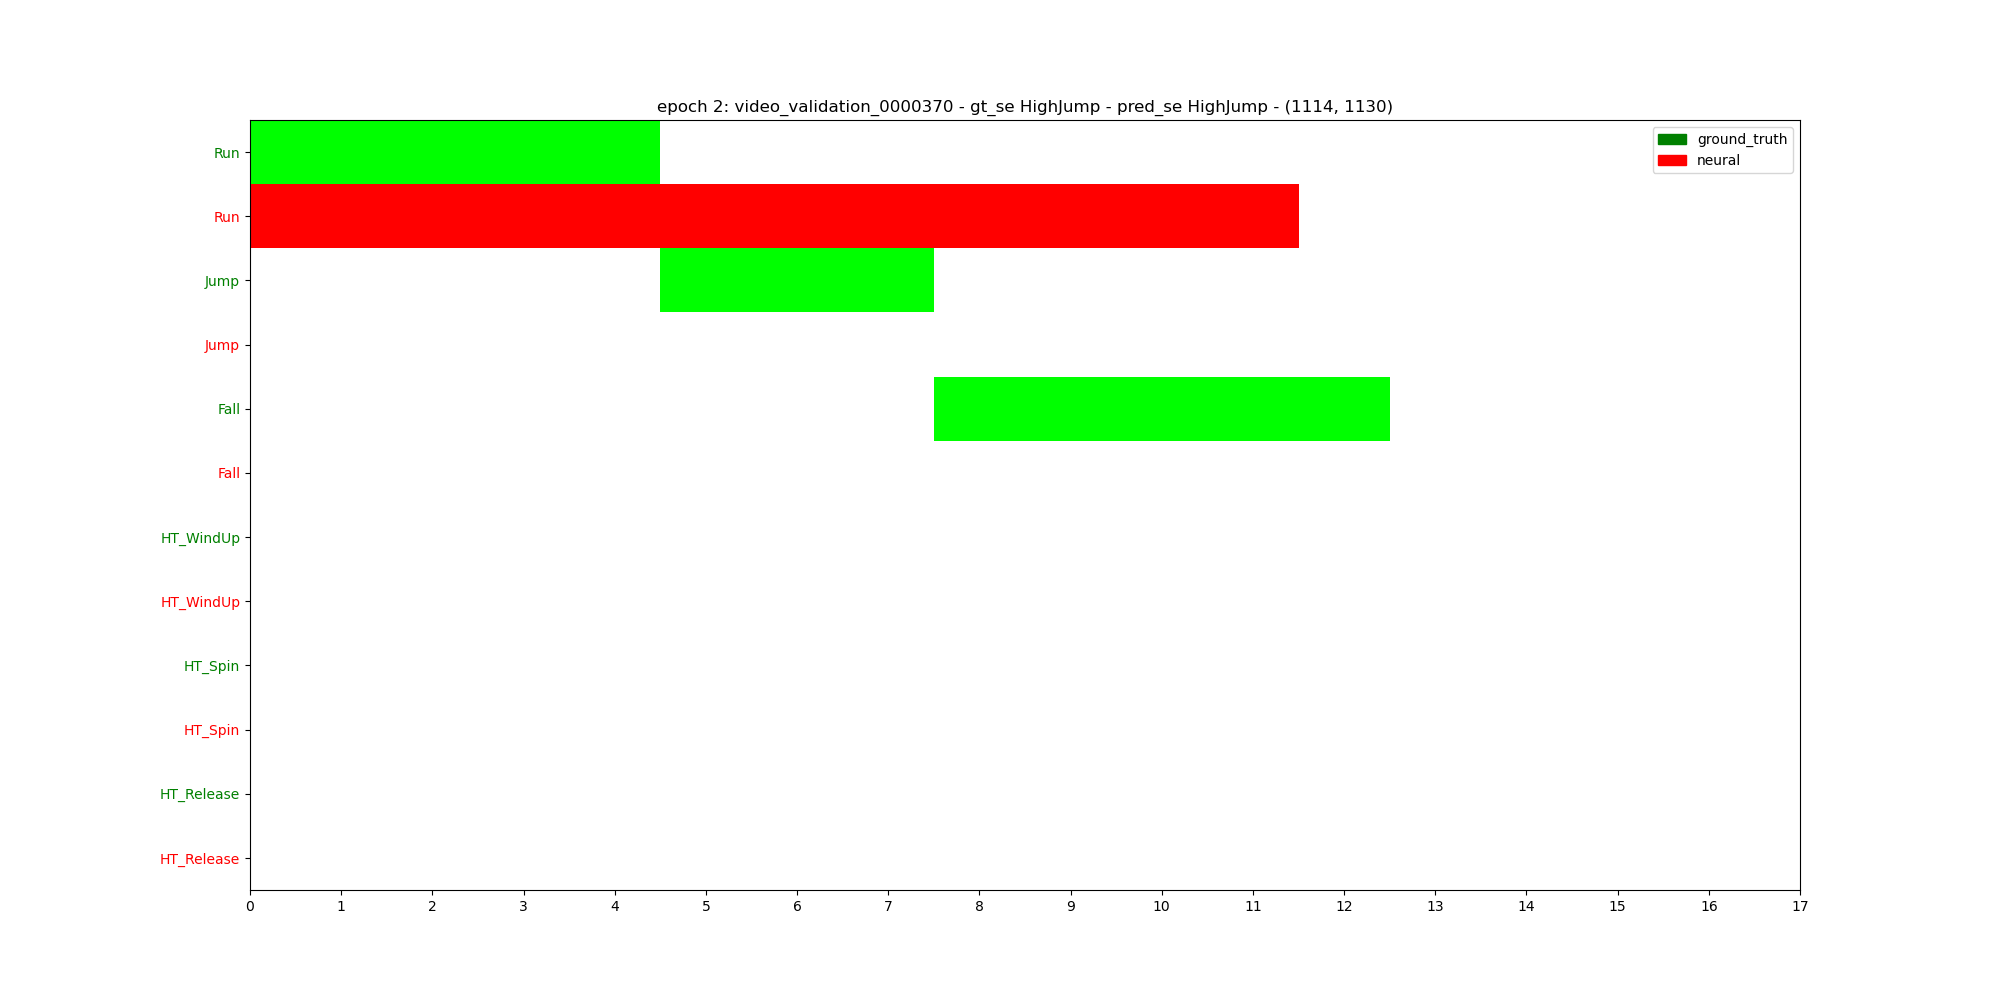 epoch 2: video_validation_0000370 - gt_se HighJump - pred_se HighJump - (1114, 1130)
ground_truth
neural
Run
Run
Jump
Jump
Fall
Fall
HT_WindUp
HT_WindUp
HT_Spin
HT_Spin
HT_Release
HT_Release
0 1 2 3 4 5 6 7 8 9 10 11 12 13 14 15 16 17